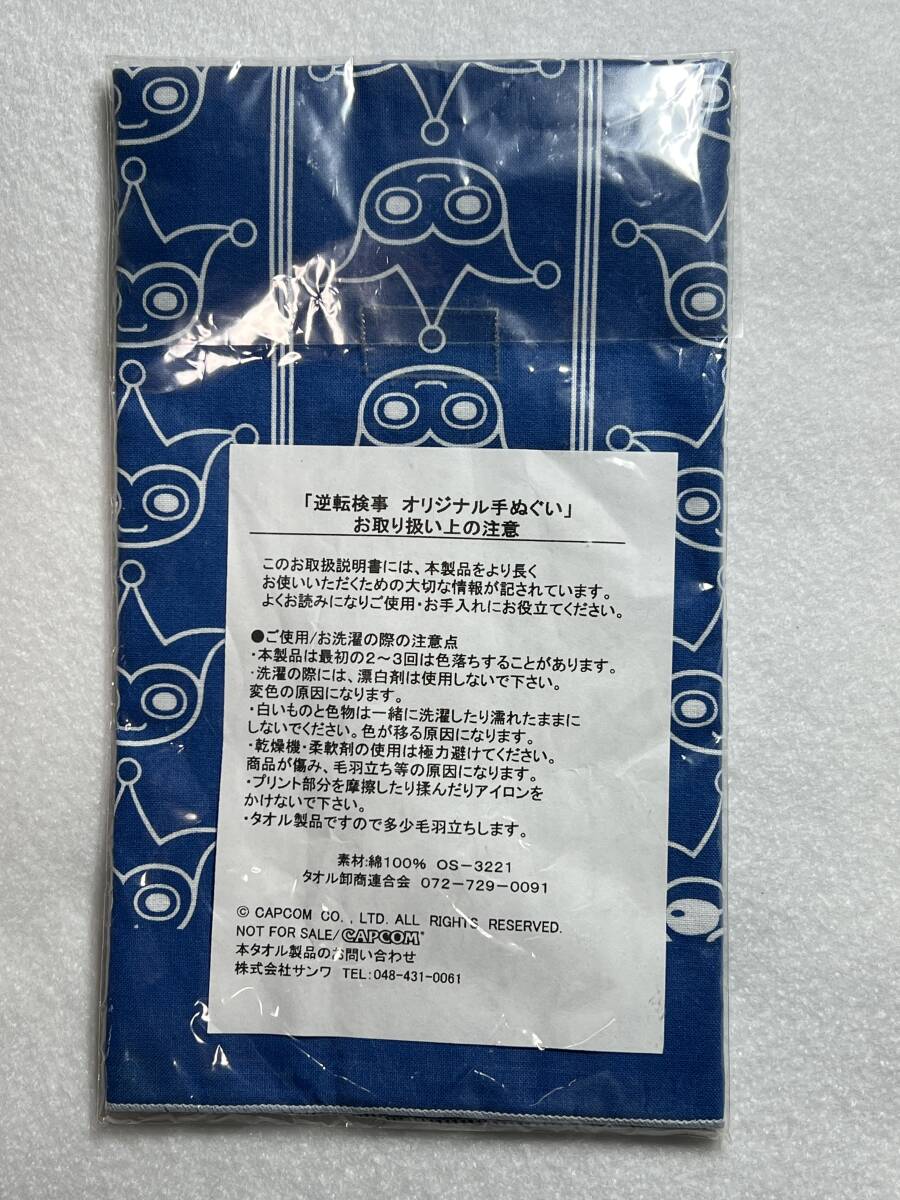 「逆転検事 オリジナル手ぬぐい」
お取り扱い上の注意
このお取扱説明書には、本製品をより長く
お使いいただくための大切な情報が記されています。
よくお読みになりご使用・お手入れにお役立てください。
●ご使用/お洗濯の際の注意点
・本製品は最初の2～3回は色落ちすることがあります。
・洗濯の際には、漂白剤は使用しないで下さい。
変色の原因になります。
・白いものと色物は一緒に洗濯したり濡れたままに
しないでください。色が移る原因になります。
・乾燥機・柔軟剤の使用は極力避けてください。
商品が傷み、毛羽立ち等の原因になります。
・プリント部分を摩擦したり揉んだりアイロンを
かけないで下さい。
・タオル製品ですので多少毛羽立ちします。
素材:綿100% OS-3221
タオル卸商連合会 072-729-0091
© CAPCOM CO., LTD. ALL RIGHTS RESERVED.
NOT FOR SALE/CAPCOM
本タオル製品のお問い合わせ
株式会社サンワ TEL:048-431-0061